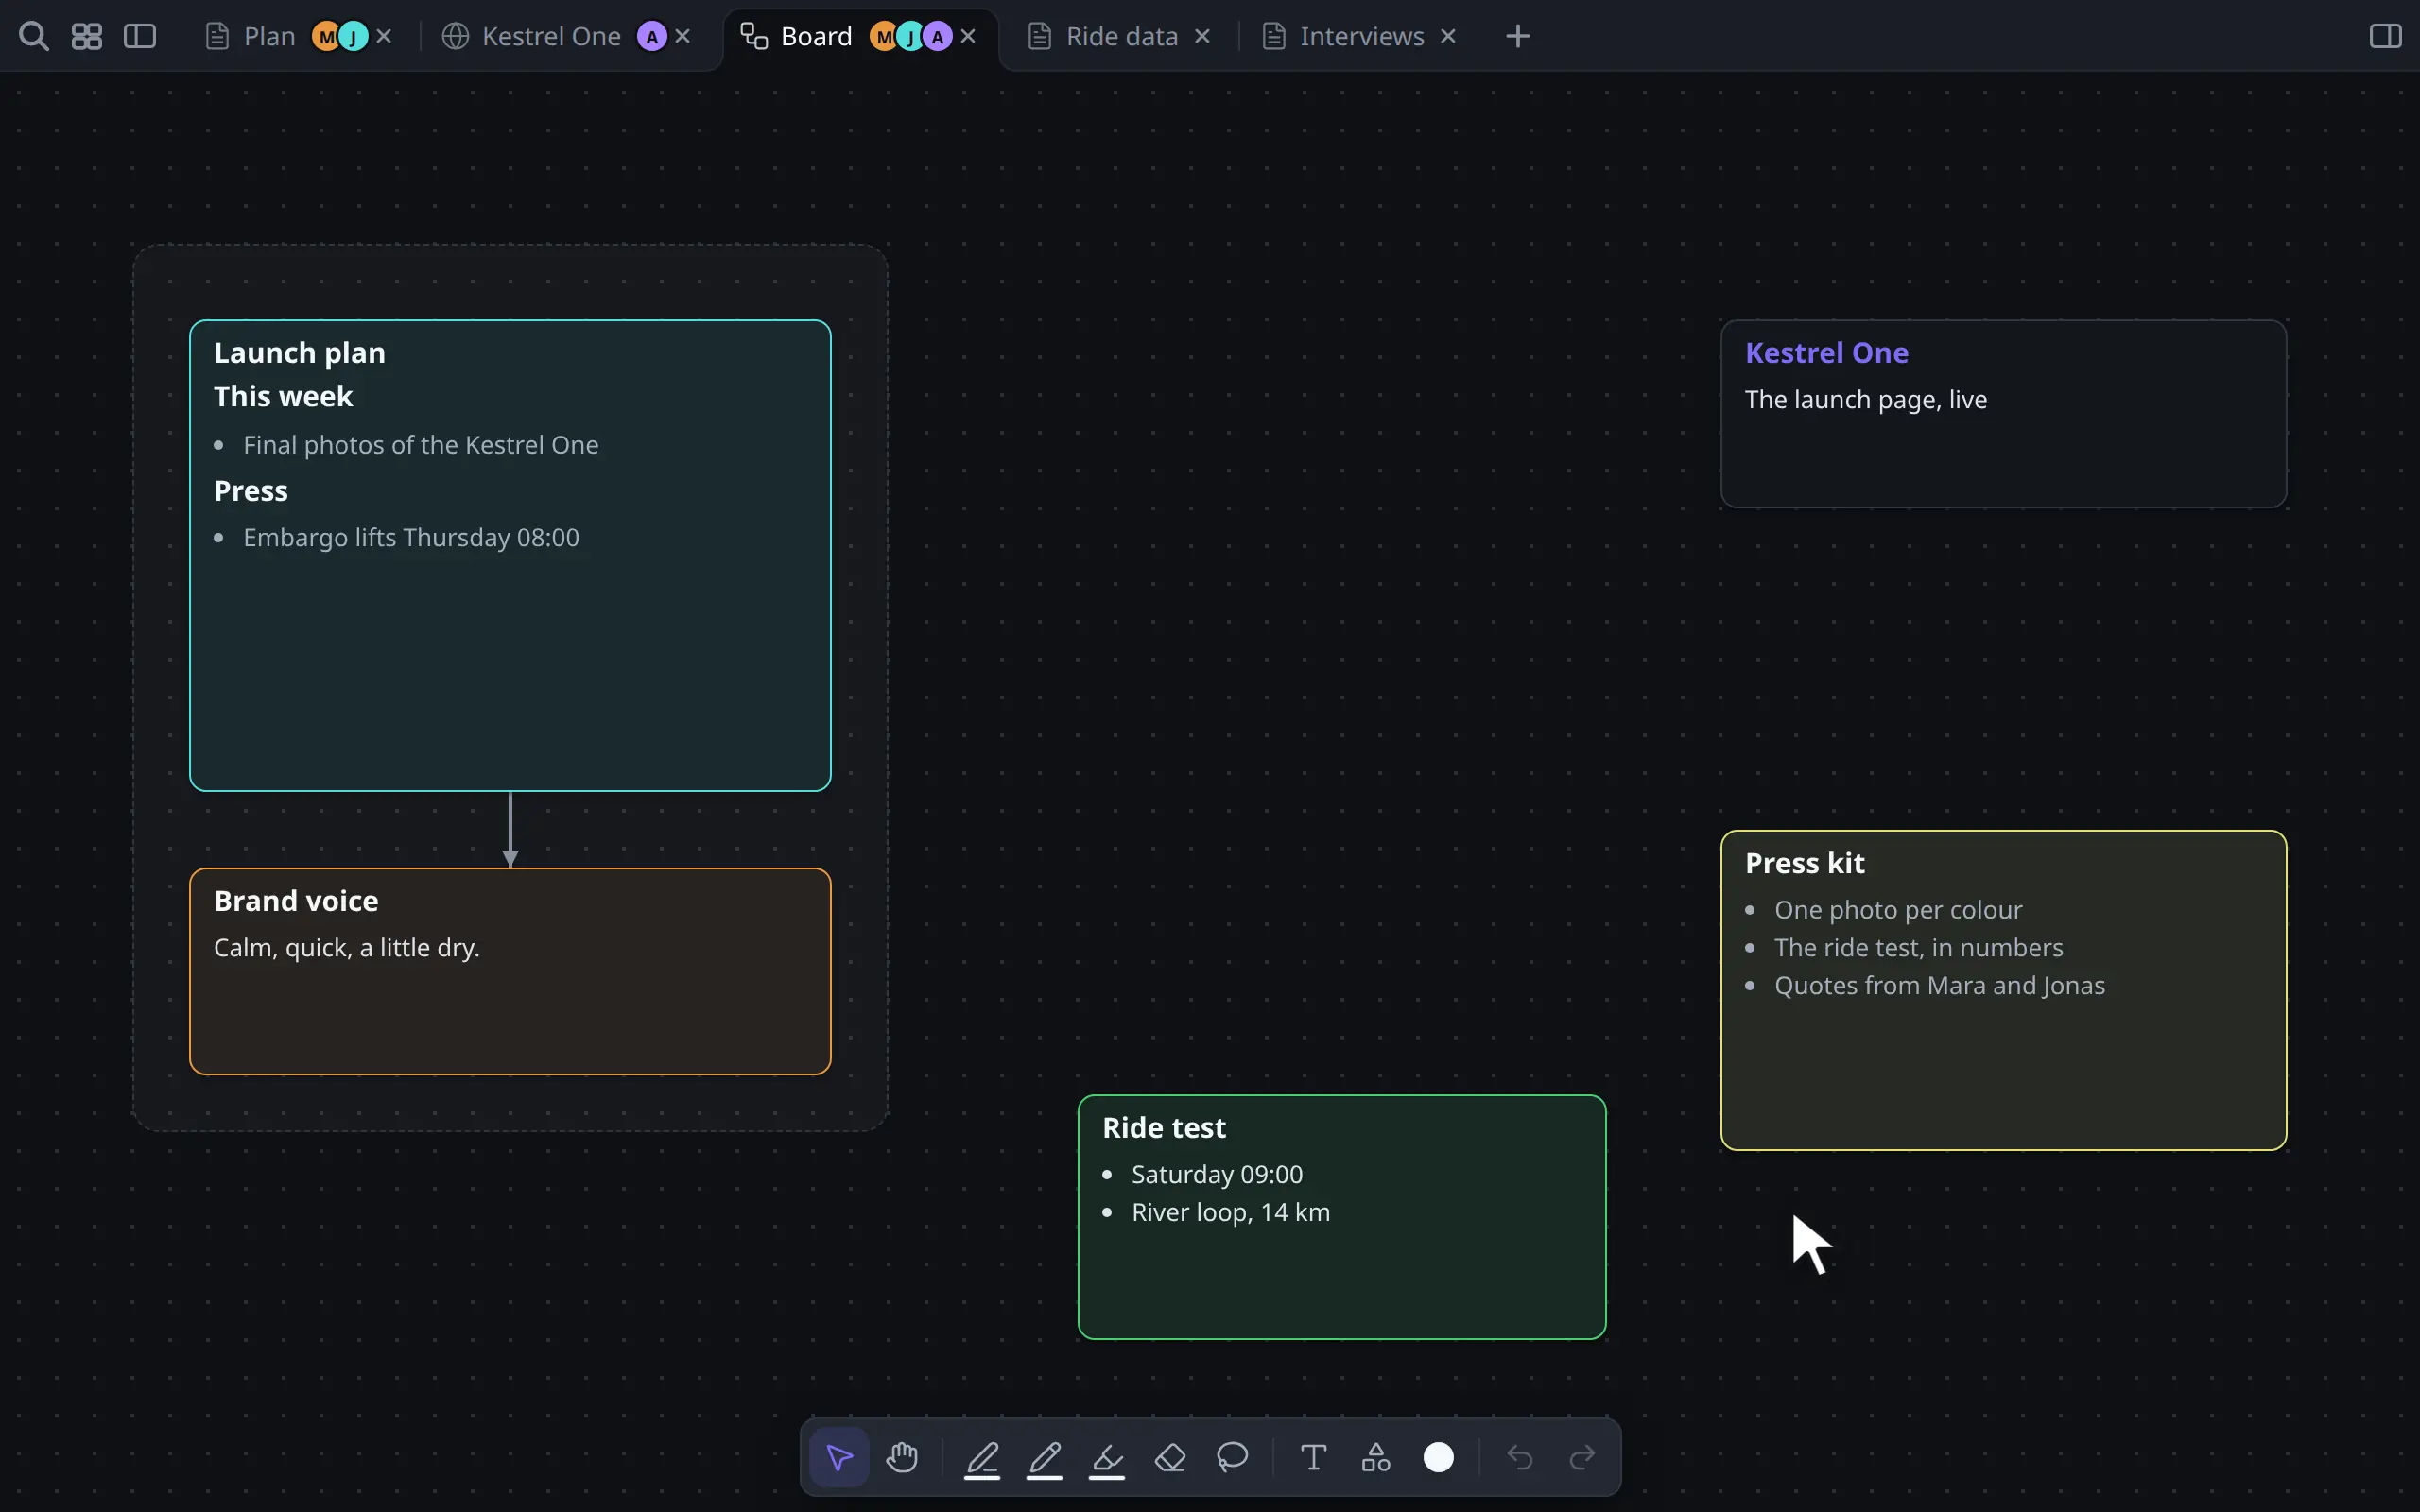 Plan M J
Kestrel One A
Board M J A
Ride data
Interviews
Launch plan
This week
Final photos of the Kestrel One
Press
Embargo lifts Thursday 08:00
Brand voice
Calm, quick, a little dry.
Kestrel One
The launch page, live
Press kit
One photo per colour
The ride test, in numbers
Quotes from Mara and Jonas
Ride test
Saturday 09:00
River loop, 14 km